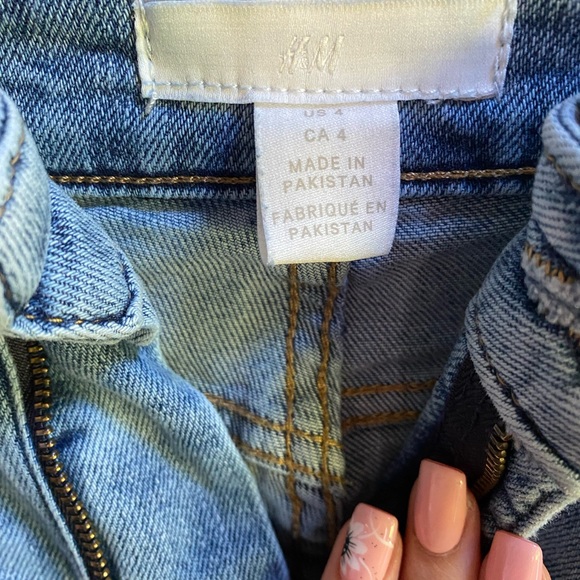 H&M
US 4
CA 4
MADE IN
PAKISTAN
FABRIQUÉ EN
PAKISTAN